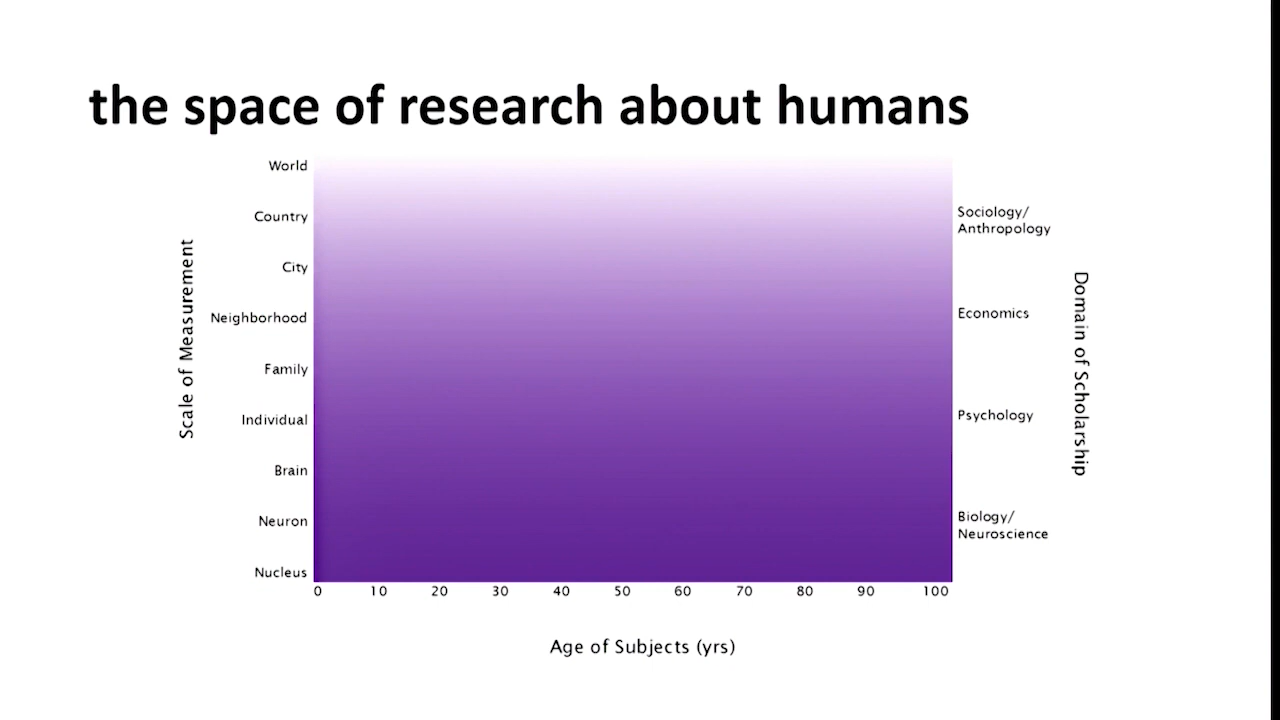 the space of research about humans
World
Country
City
Neighborhood
Family
Individual
Brain
Neuron
Nucleus
Scale of Measurement
Sociology/
Anthropology
Economics
Psychology
Biology/
Neuroscience
Domain of Scholarship
0 10 20 30 40 50 60 70 80 90 100
Age of Subjects (yrs)